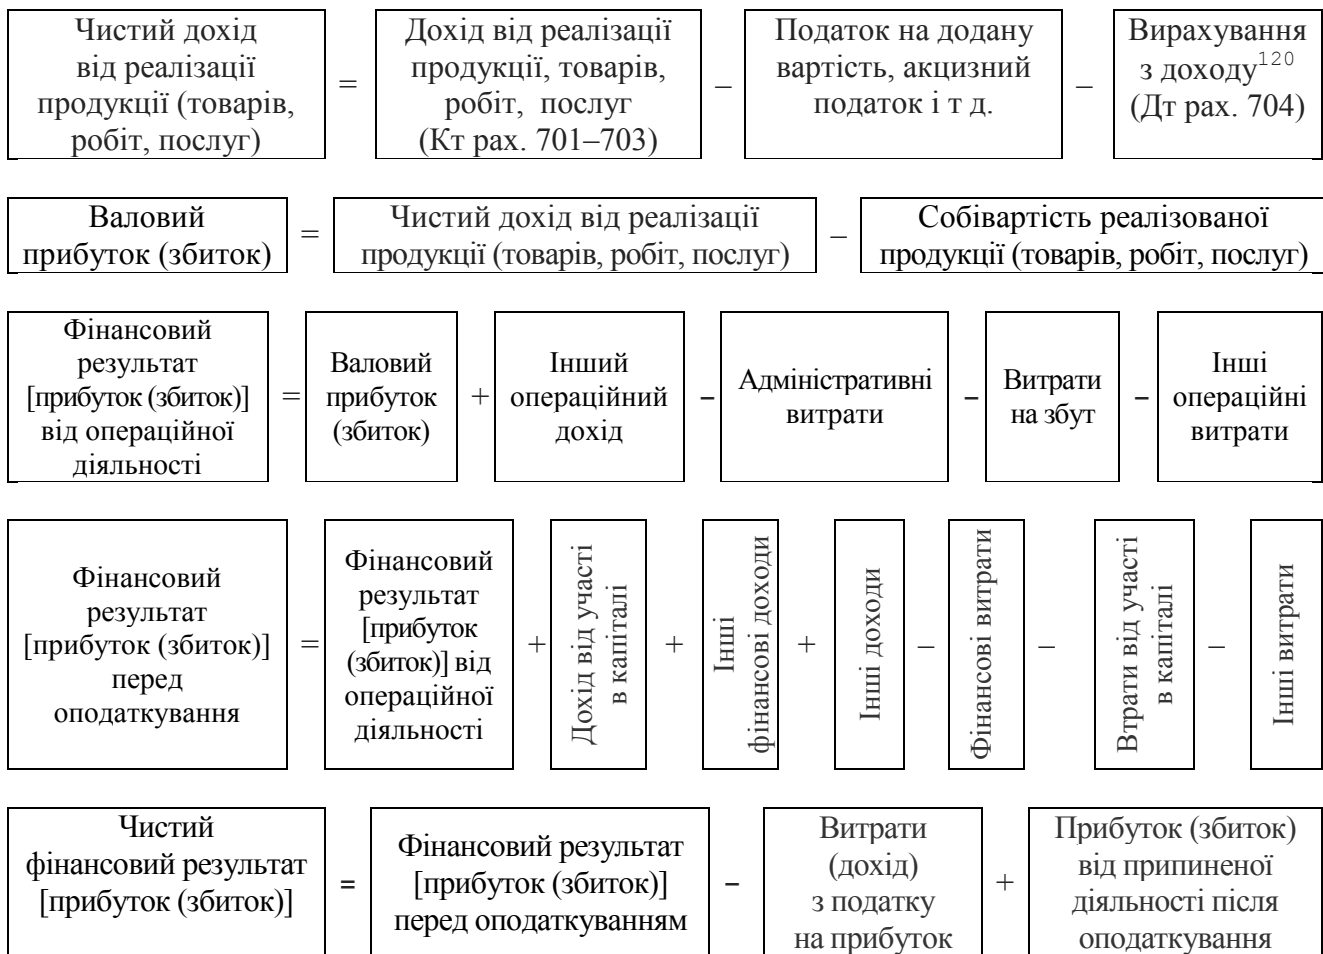 Чистий дохід
від реалізації
продукції (товарів,
робіт, послуг)
=
Дохід від реалізації
продукції, товарів,
робіт, послуг
(Кт рах. 701–703)
–
Податок на додану
вартість, акцизний
податок і т д.
–
Вирахування
з доходу120
(Дт рах. 704)
Валовий
прибуток (збиток)
=
Чистий дохід від реалізації
продукції (товарів, робіт, послуг)
–
Собівартість реалізованої
продукції (товарів, робіт, послуг)
Фінансовий
результат
[прибуток (збиток)]
від операційної
діяльності
=
Валовий
прибуток
(збиток)
+
Інший
операційний
дохід
–
Адміністративні
витрати
–
Витрати
на збут
–
Інші
операційні
витрати
Фінансовий
результат
[прибуток (збиток)]
перед
оподаткування
=
Фінансовий
результат
[прибуток
(збиток)] від
операційної
діяльності
+
Дохід від участі
в капіталі
+
Інші
фінансові доходи
+
Інші доходи
–
Фінансові витрати
–
Втрати від участі
в капіталі
–
Інші витрати
Чистий
фінансовий результат
[прибуток (збиток)]
=
Фінансовий результат
[прибуток (збиток)]
перед оподаткуванням
–
Витрати
(дохід)
з податку
на прибуток
+
Прибуток (збиток)
від припиненої
діяльності після
оподаткування